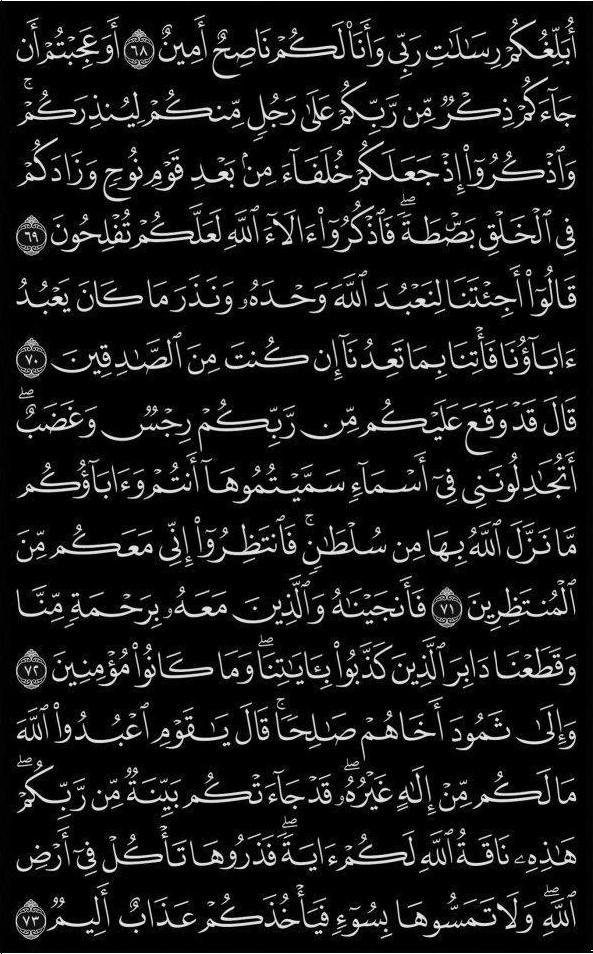 أُبَلِّغُكُمْ رِسَٰلَٰتِ رَبِّى وَأَنَا۠ لَكُمْ نَاصِحٌ أَمِينٌ ٦٨ أَوَعَجِبْتُمْ أَن
جَآءَكُمْ ذِكْرٌ مِّن رَّبِّكُمْ عَلَىٰ رَجُلٍ مِّنكُمْ لِيُنذِرَكُمْ ۚ
وَٱذْكُرُوٓا۟ إِذْ جَعَلَكُمْ خُلَفَآءَ مِنۢ بَعْدِ قَوْمِ نُوحٍ وَزَادَكُمْ
فِى ٱلْخَلْقِ بَصْۜطَةً ۖ فَٱذْكُرُوٓا۟ ءَالَآءَ ٱللَّهِ لَعَلَّكُمْ تُفْلِحُونَ ٦٩
قَالُوٓا۟ أَجِئْتَنَا لِنَعْبُدَ ٱللَّهَ وَحْدَهُۥ وَنَذَرَ مَا كَانَ يَعْبُدُ
ءَابَآؤُنَا فَأْتِنَا بِمَا تَعِدُنَآ إِن كُنتَ مِنَ ٱلصَّٰدِقِينَ ٧٠
قَالَ قَدْ وَقَعَ عَلَيْكُم مِّن رَّبِّكُمْ رِجْسٌ وَغَضَبٌ ۖ
أَتُجَٰدِلُونَنِى فِىٓ أَسْمَآءٍ سَمَّيْتُمُوهَآ أَنتُمْ وَءَابَآؤُكُم
مَّا نَزَّلَ ٱللَّهُ بِهَا مِن سُلْطَٰنٍ ۚ فَٱنتَظِرُوٓا۟ إِنِّى مَعَكُم مِّنَ
ٱلْمُنتَظِرِينَ ٧١ فَأَنجَيْنَٰهُ وَٱلَّذِينَ مَعَهُۥ بِرَحْمَةٍ مِّنَّا
وَقَطَعْنَا دَابِرَ ٱلَّذِينَ كَذَّبُوا۟ بِـَٔايَٰتِنَا ۖ وَمَا كَانُوا۟ مُؤْمِنِينَ ٧٢
وَإِلَىٰ ثَمُودَ أَخَاهُمْ صَٰلِحًا ۗ قَالَ يَٰقَوْمِ ٱعْبُدُوا۟ ٱللَّهَ
مَا لَكُم مِّنْ إِلَٰهٍ غَيْرُهُۥ ۖ قَدْ جَآءَتْكُم بَيِّنَةٌ مِّن رَّبِّكُمْ ۖ
هَٰذِهِۦ نَاقَةُ ٱللَّهِ لَكُمْ ءَايَةً ۖ فَذَرُوهَا تَأْكُلْ فِىٓ أَرْضِ
ٱللَّهِ ۖ وَلَا تَمَسُّوهَا بِسُوٓءٍ فَيَأْخُذَكُمْ عَذَابٌ أَلِيمٌ ٧٣